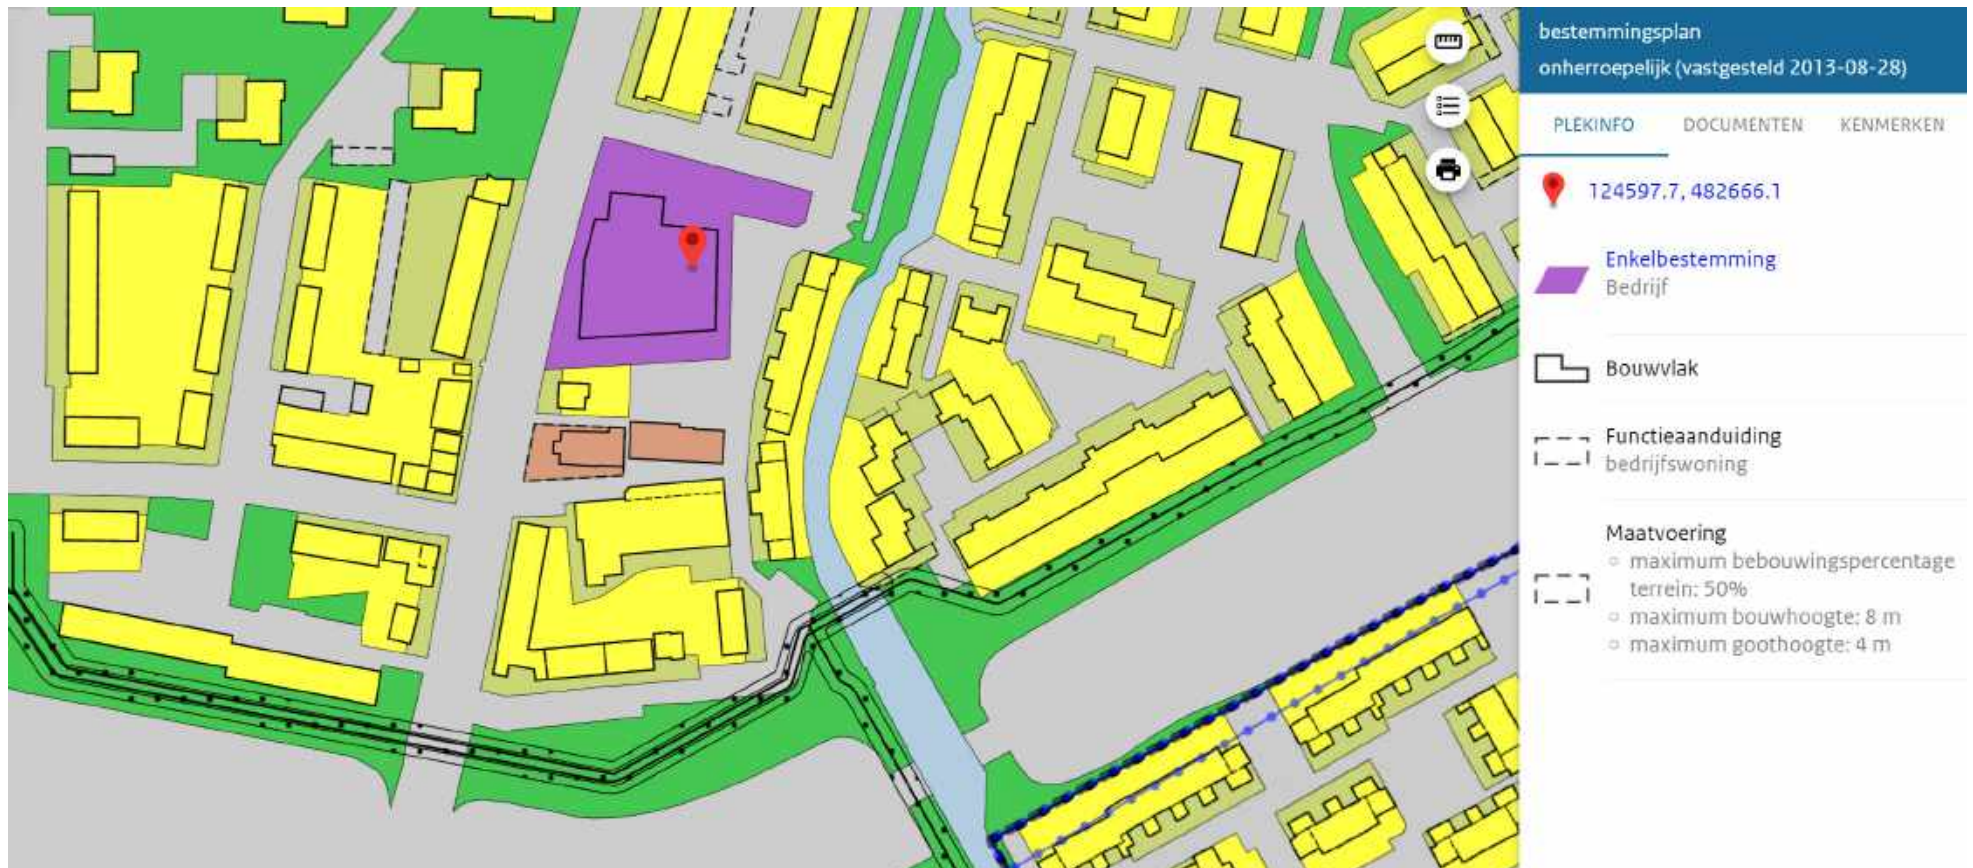 bestemmingsplan
onherroepelijk (vastgesteld 2013-08-28)
PLEKINFO DOCUMENTEN KENMERKEN
124597.7, 482666.1
Enkelbestemming
Bedrijf
Bouwvlak
Functieaanduiding
bedrijfswoning
Maatvoering
maximum bebouwingspercentage
terrein: 50%
maximum bouwhoogte: 8 m
maximum goothoogte: 4 m